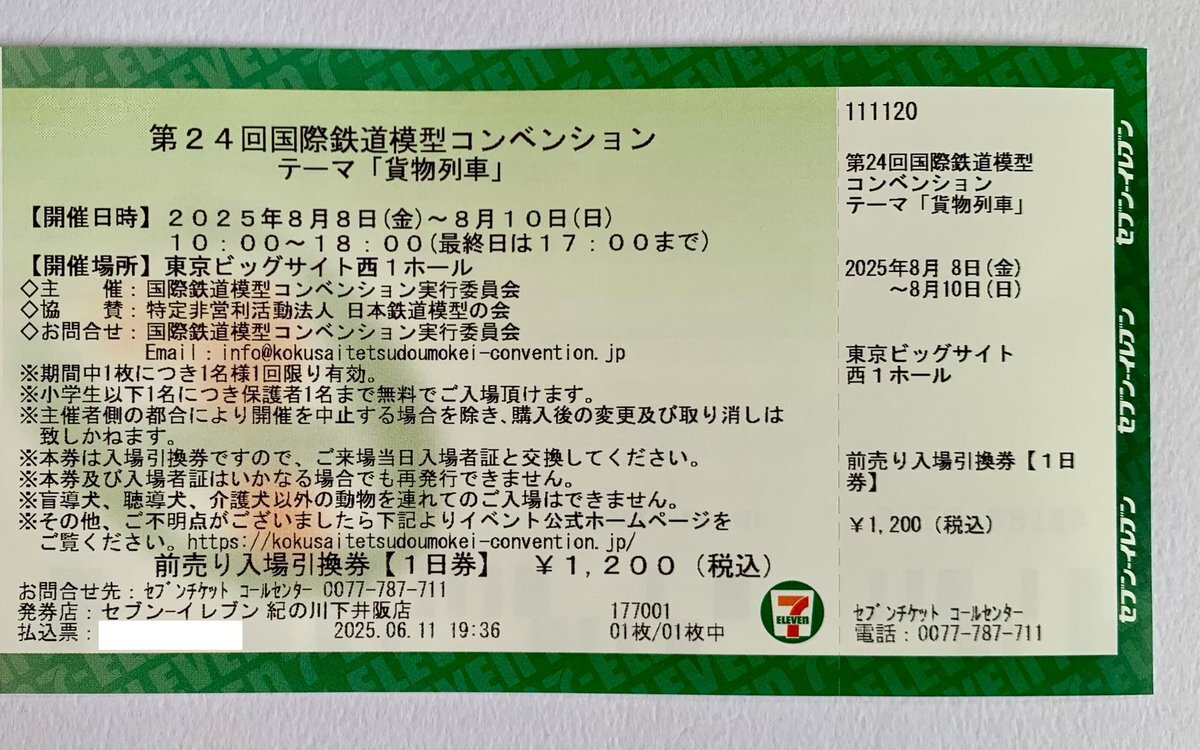 第２４回国際鉄道模型コンベンション
テーマ「貨物列車」
【開催日時】２０２５年８月８日(金)～８月１０日(日)
１０：００～１８：００(最終日は１７：００まで)
【開催場所】東京ビッグサイト西１ホール
◇主　　催：国際鉄道模型コンベンション実行委員会
◇協　　賛：特定非営利活動法人 日本鉄道模型の会
◇お問合せ：国際鉄道模型コンベンション実行委員会
Email：info@kokusaitetsudoumokei-convention.jp
※期間中1枚につき1名様1回限り有効。
※小学生以下1名につき保護者1名まで無料でご入場頂けます。
※主催者側の都合により開催を中止する場合を除き、購入後の変更及び取り消しは
致しかねます。
※本券は入場引換券ですので、ご来場当日入場者証と交換してください。
※本券及び入場者証はいかなる場合でも再発行できません。
※盲導犬、聴導犬、介護犬以外の動物を連れてのご入場はできません。
※その他、ご不明点がございましたら下記よりイベント公式ホームページを
ご覧ください。https://kokusaitetsudoumokei-convention.jp/
前売り入場引換券【１日券】　￥１，２００（税込）
お問合せ先：ｾﾌﾞﾝﾁｹｯﾄ ｺｰﾙｾﾝﾀｰ 0077-787-711
発券店：セブン-イレブン 紀の川下井阪店　177001
払込票：　2025.06.11 19:36　01枚/01枚中
7 ELEVEN
111120
第24回国際鉄道模型
コンベンション
テーマ「貨物列車」
2025年8月 8日(金)
～8月10日(日)
東京ビッグサイト
西１ホール
前売り入場引換券【１日
券】
￥1,200（税込）
ｾﾌﾞﾝﾁｹｯﾄ ｺｰﾙｾﾝﾀｰ
電話：0077-787-711
セブン-イレブン
セブン-イレブン
セブン-イレブン
7-ELEVEN